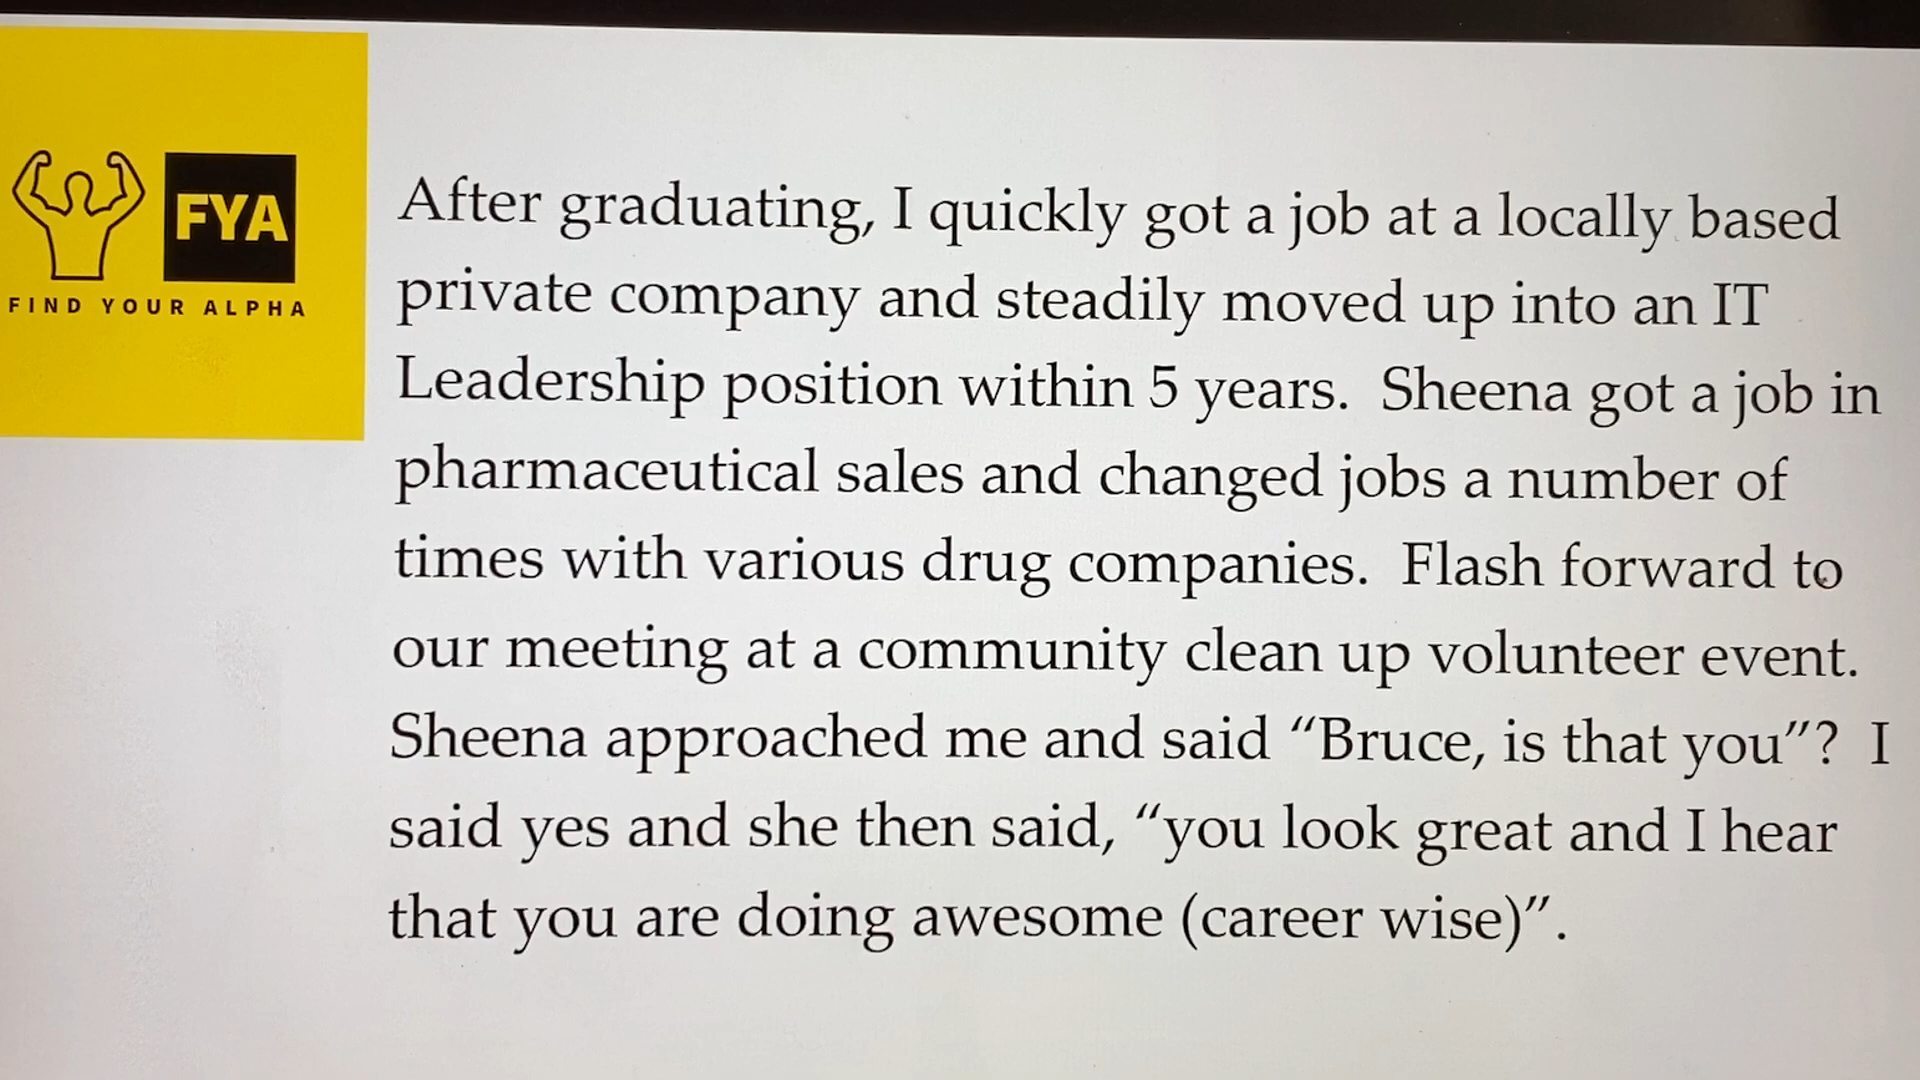 FYA
FIND YOUR ALPHA
After graduating, I quickly got a job at a locally based
private company and steadily moved up into an IT
Leadership position within 5 years.  Sheena got a job in
pharmaceutical sales and changed jobs a number of
times with various drug companies.  Flash forward to
our meeting at a community clean up volunteer event.
Sheena approached me and said “Bruce, is that you”?  I
said yes and she then said, “you look great and I hear
that you are doing awesome (career wise)”.